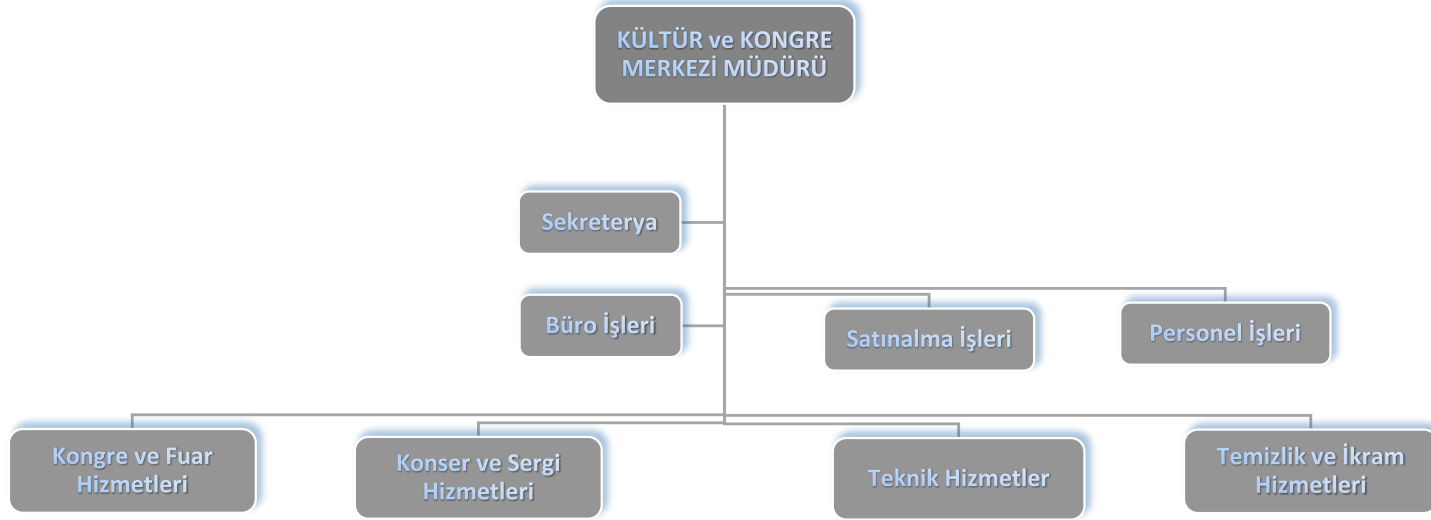 KÜLTÜR ve KONGRE
MERKEZİ MÜDÜRÜ
Sekreterya
Büro İşleri
Satınalma İşleri
Personel İşleri
Kongre ve Fuar
Hizmetleri
Konser ve Sergi
Hizmetleri
Teknik Hizmetler
Temizlik ve İkram
Hizmetleri